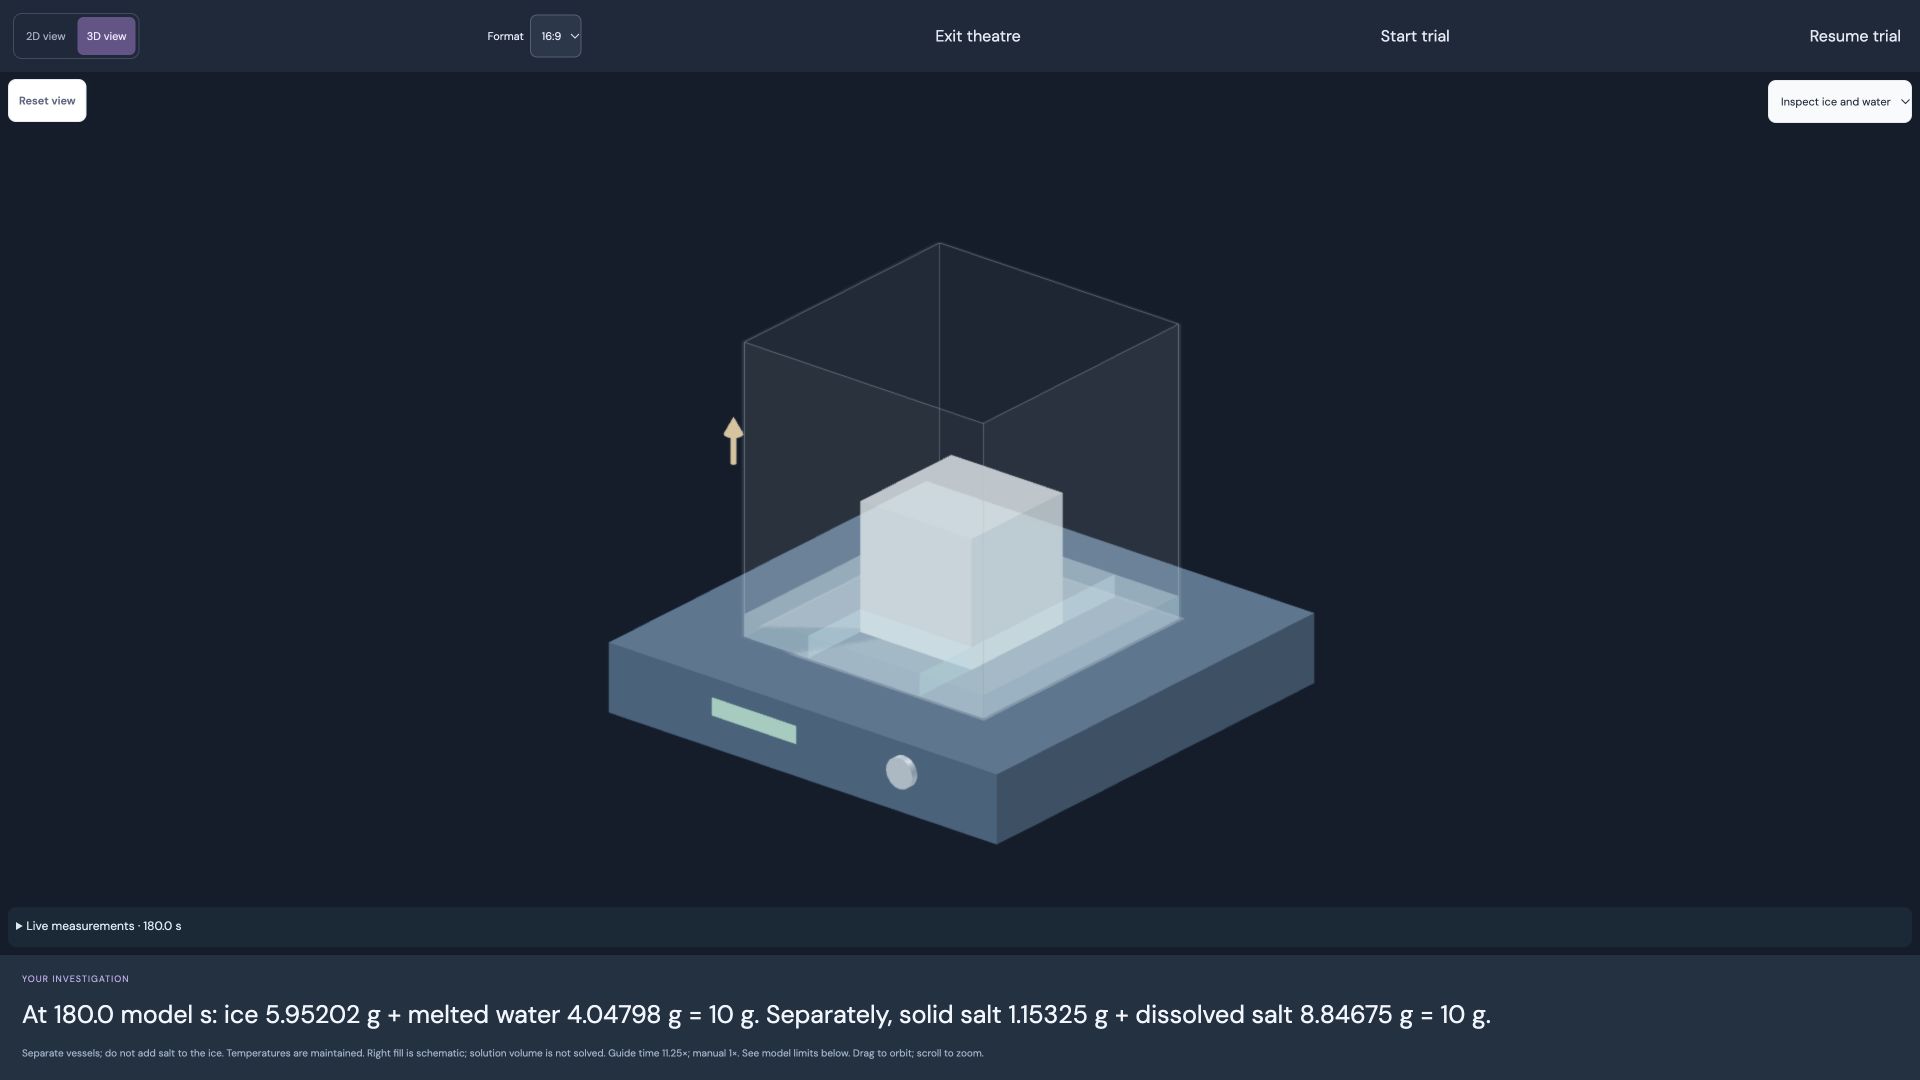 2D view 3D view Format 16:9 Exit theatre Start trial Resume trial
Reset view Inspect ice and water
Live measurements · 180.0 s
YOUR INVESTIGATION
At 180.0 model s: ice 5.95202 g + melted water 4.04798 g = 10 g. Separately, solid salt 1.15325 g + dissolved salt 8.84675 g = 10 g.
Separate vessels; do not add salt to the ice. Temperatures are maintained. Right fill is schematic; solution volume is not solved. Guide time 11.25×; manual 1×. See model limits below. Drag to orbit; scroll to zoom.